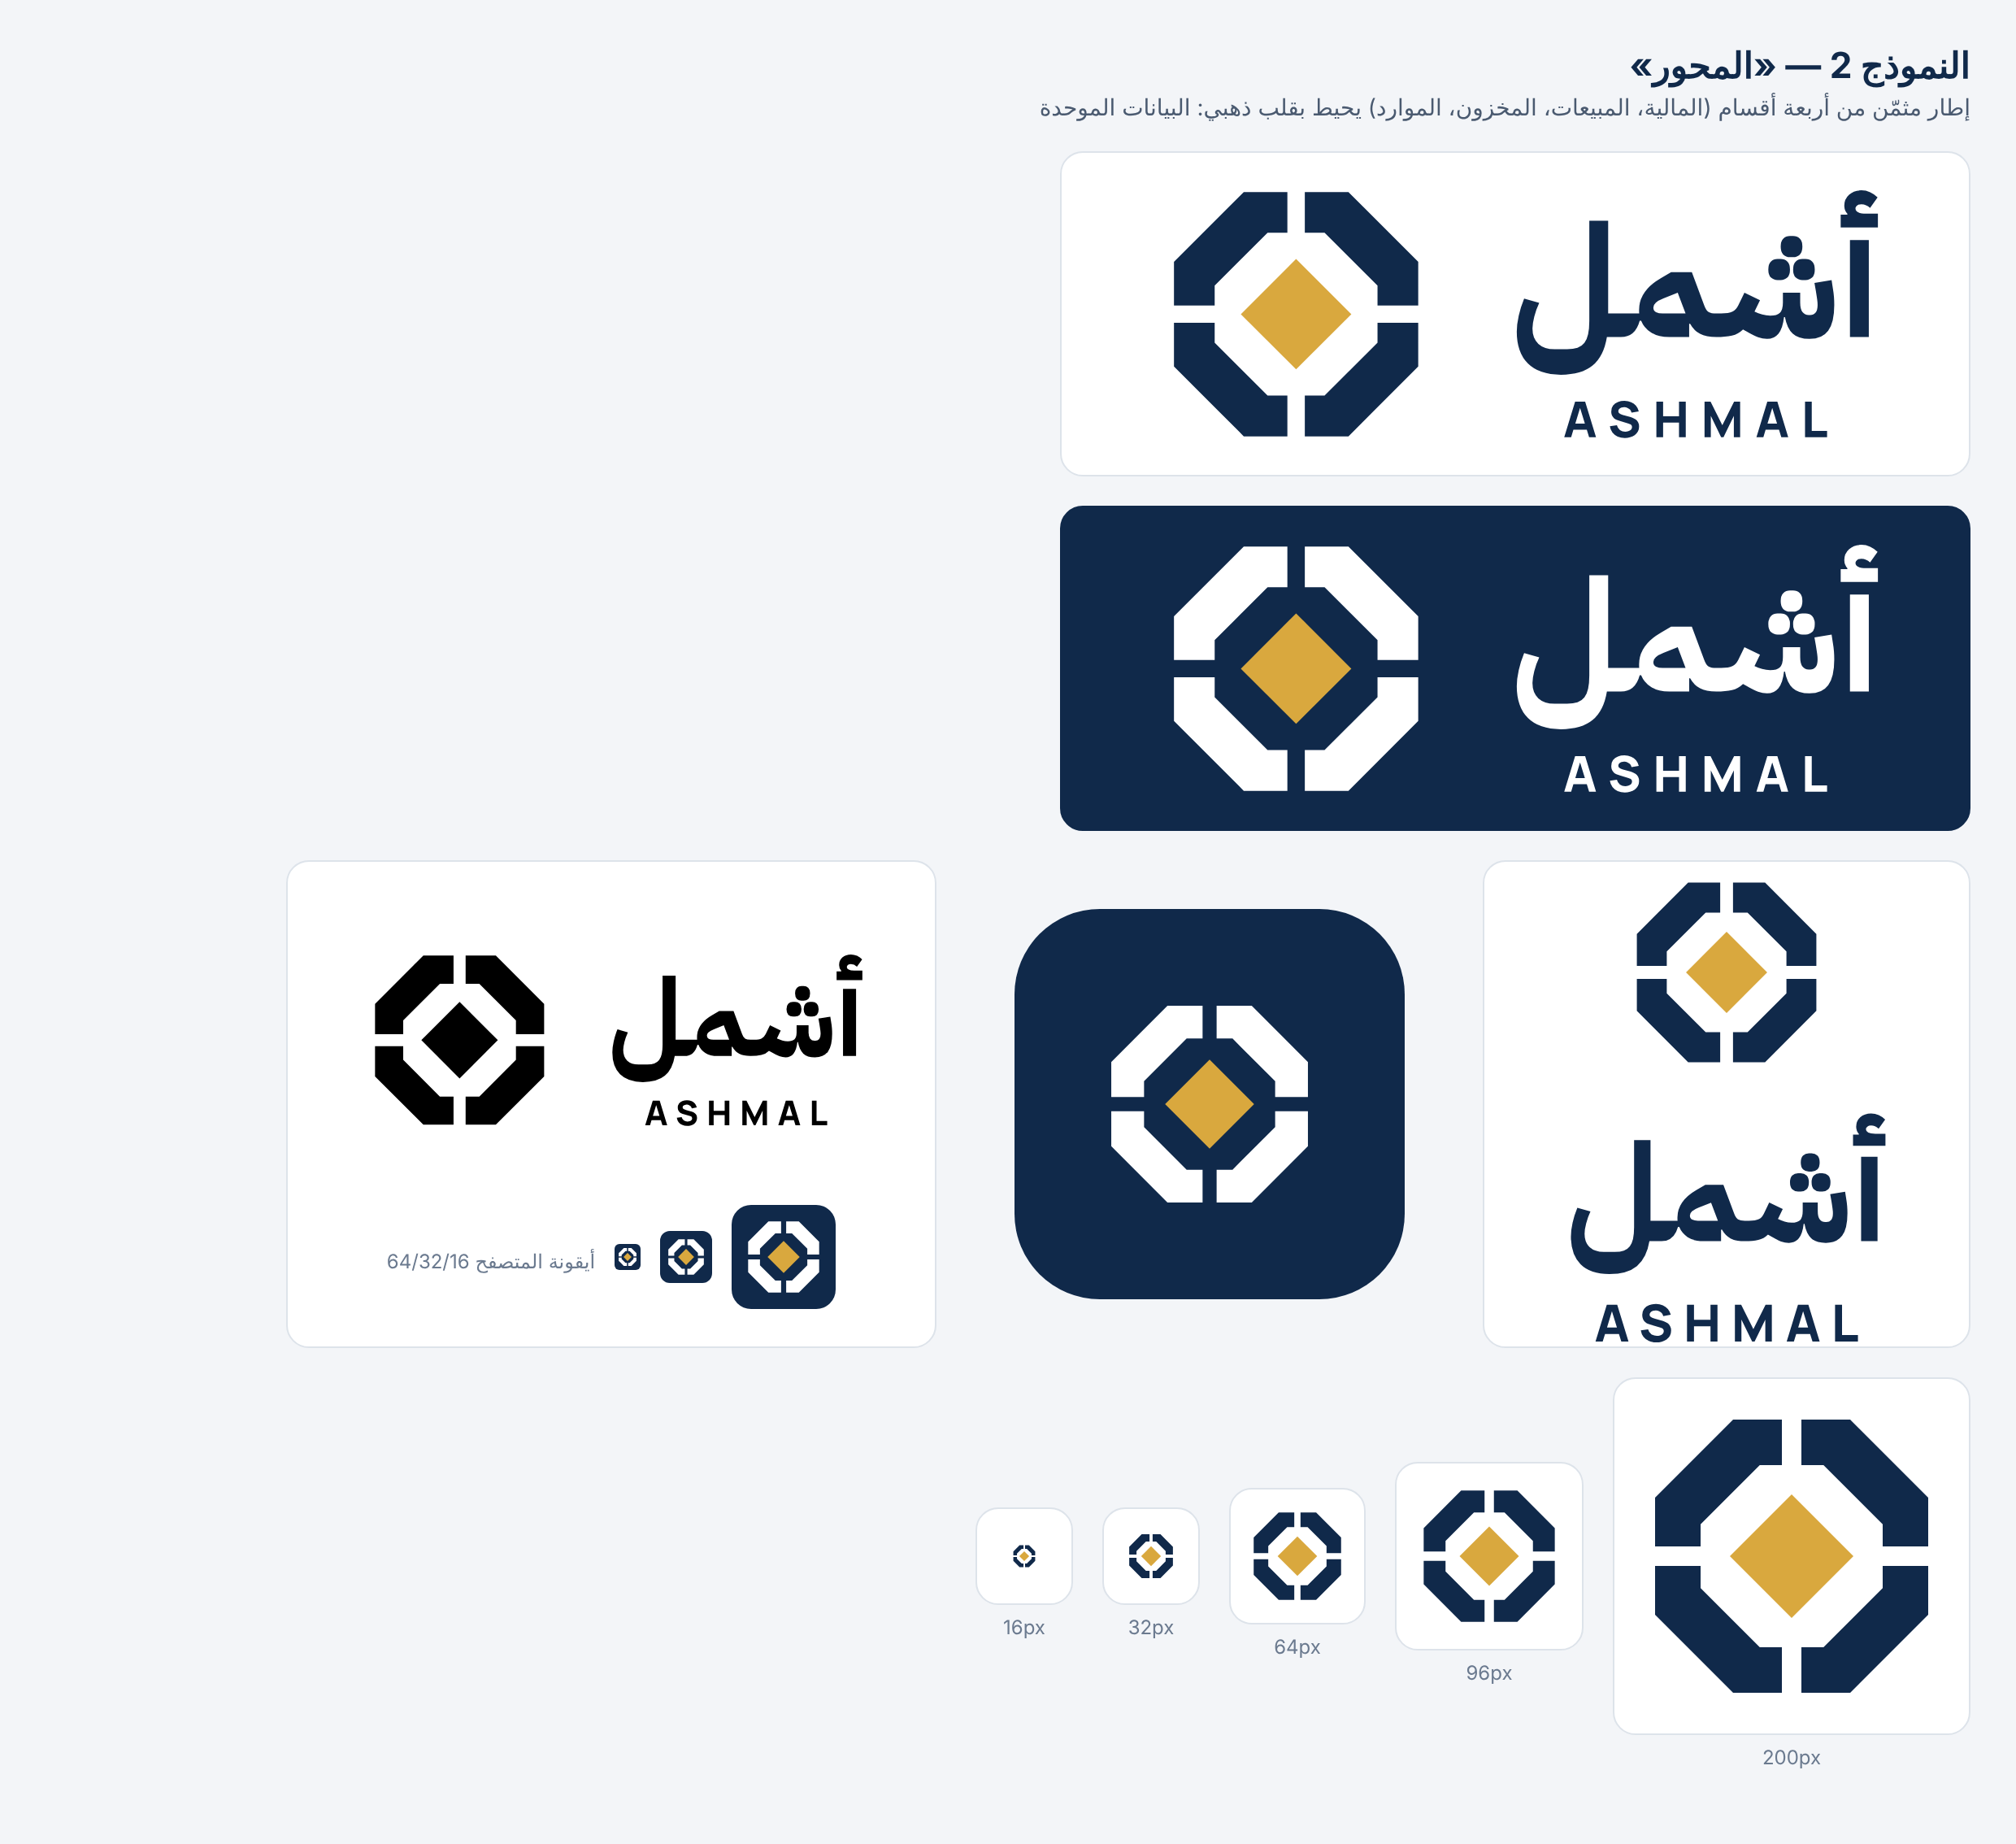 النموذج 2 — «المحور»
إطار مثمّن من أربعة أقسام (المالية، المبيعات، المخزون، الموارد) يحيط بقلب ذهبي: البيانات الموحدة
أشمل
ASHMAL
أشمل
ASHMAL
أشمل
ASHMAL
أشمل
ASHMAL
أيقونة المتصفح 64/32/16
200px
96px
64px
32px
16px